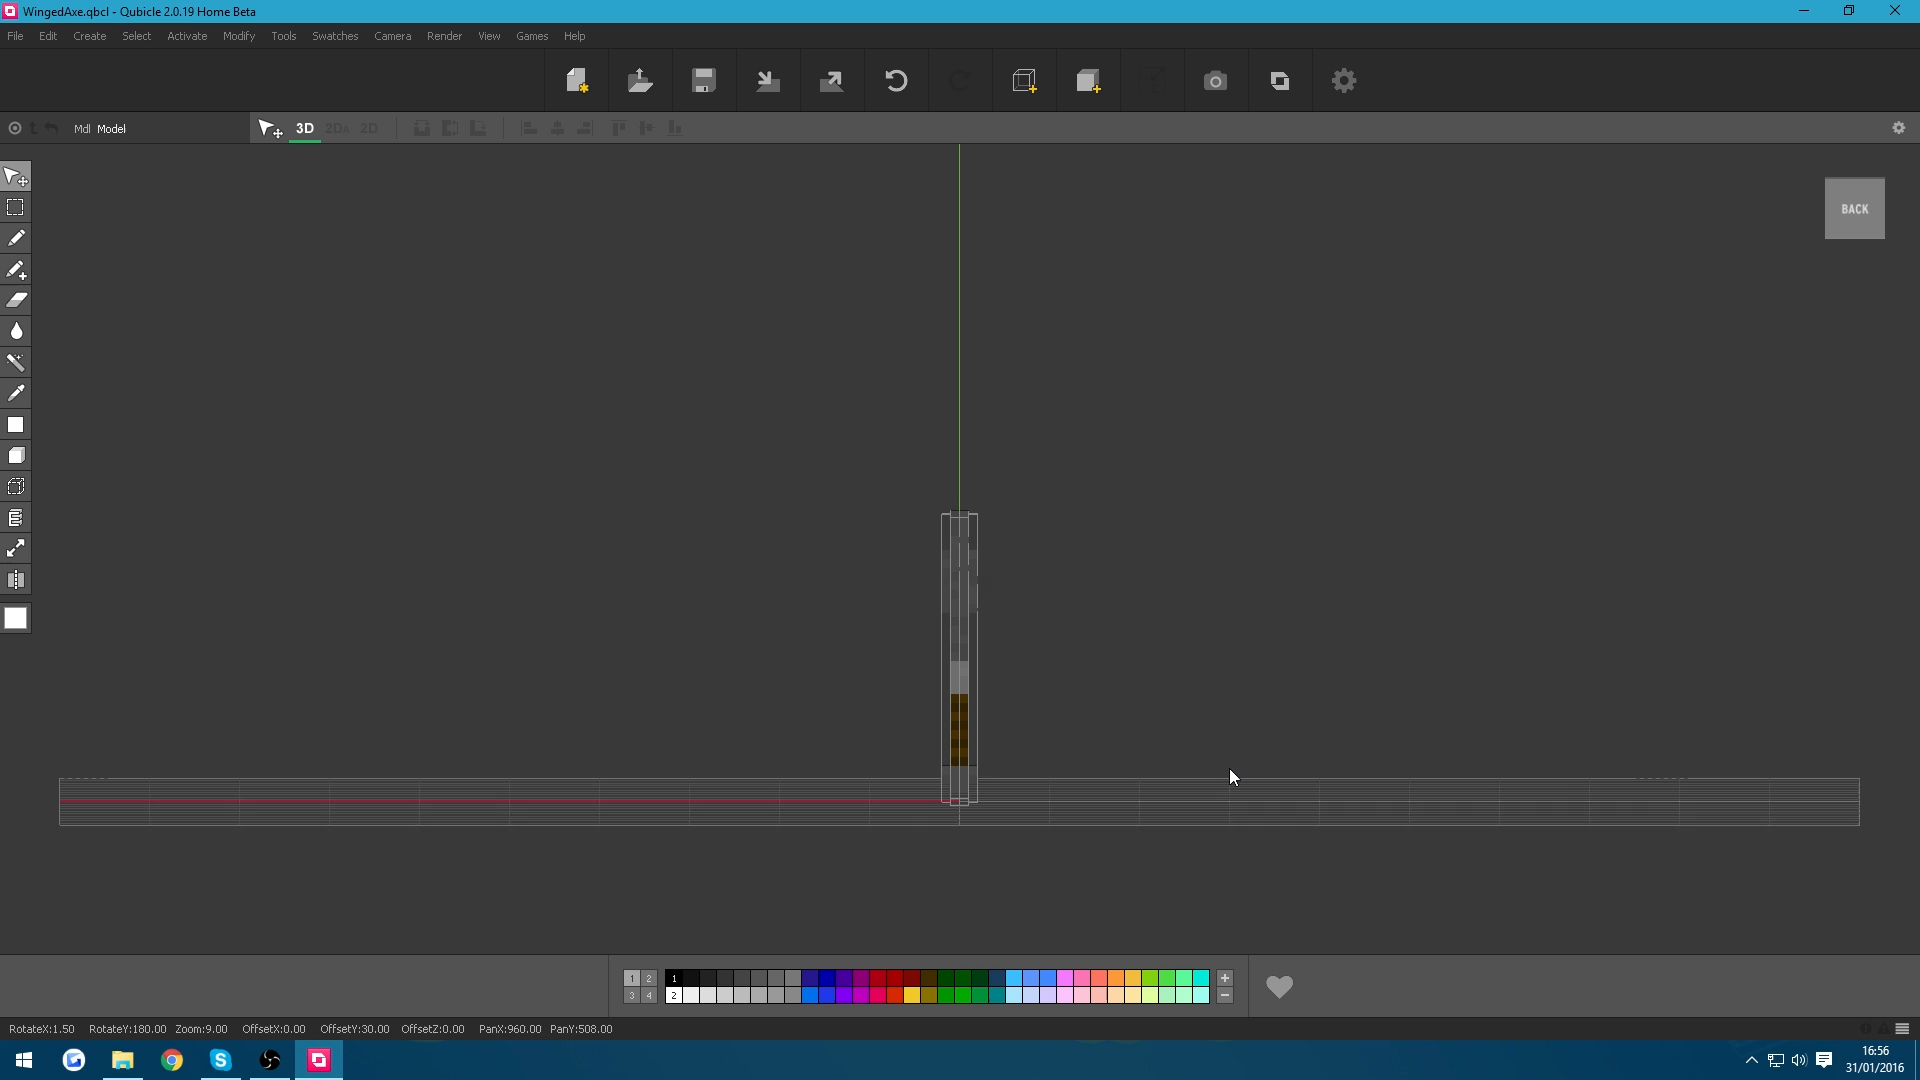 WingedAxe.qbcl - Qubicle 2.0.19 Home Beta
File Edit Create Select Activate Modify Tools Swatches Camera Render View Games Help
Mdl Model 3D 2DA 2D
BACK
1 2 1
3 4 2
RotateX:1.50 RotateY:180.00 Zoom:9.00 OffsetX:0.00 OffsetY:30.00 OffsetZ:0.00 PanX:960.00 PanY:508.00
16:56
31/01/2016